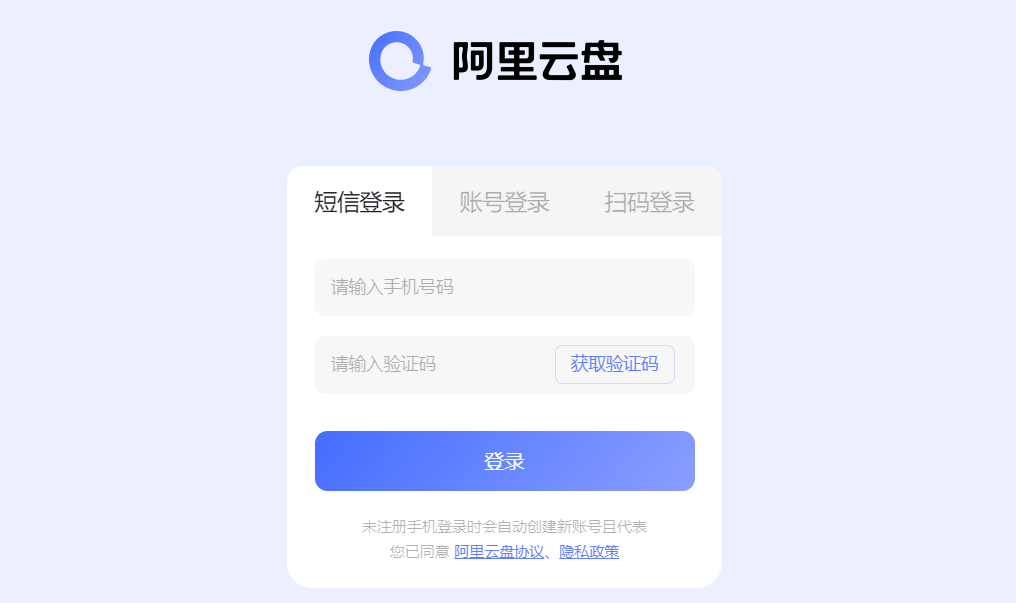 阿里云盘
短信登录 账号登录 扫码登录
请输入手机号码
请输入验证码 获取验证码
登录
未注册手机登录时会自动创建新账号且代表
您已同意 阿里云盘协议、隐私政策